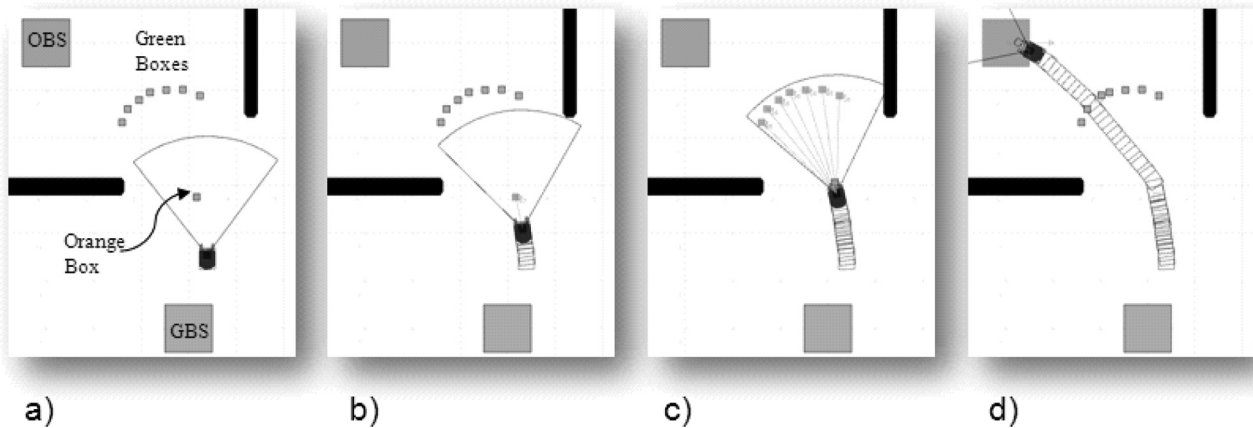 OBS
Green
Boxes
Orange
Box
GBS
a)
b)
c)
d)